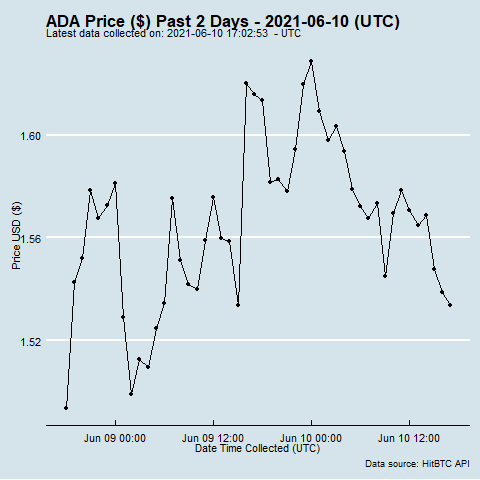 ADA Price ($) Past 2 Days - 2021-06-10 (UTC)
Latest data collected on: 2021-06-10 17:02:53 - UTC
1.60
1.56
1.52
Price USD ($)
Jun 09 00:00 Jun 09 12:00 Jun 10 00:00 Jun 10 12:00
Date Time Collected (UTC)
Data source: HitBTC API